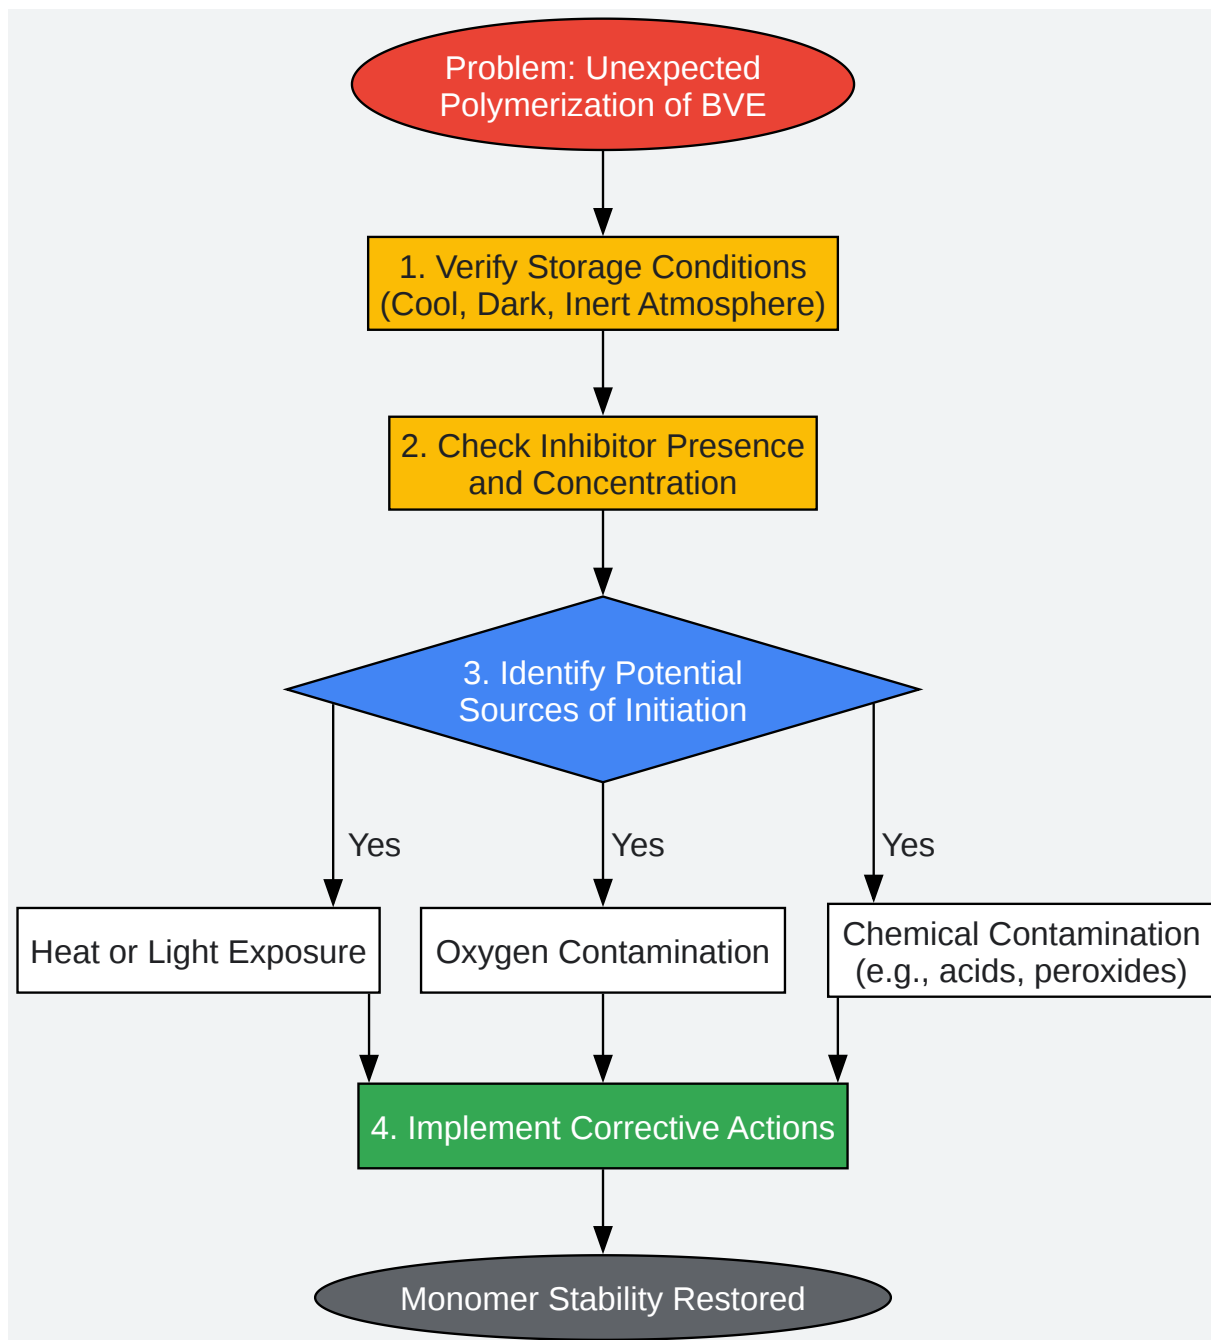 Problem: Unexpected
Polymerization of BVE
1. Verify Storage Conditions
(Cool, Dark, Inert Atmosphere)
2. Check Inhibitor Presence
and Concentration
3. Identify Potential
Sources of Initiation
Yes
Yes
Yes
Heat or Light Exposure
Oxygen Contamination
Chemical Contamination
(e.g., acids, peroxides)
4. Implement Corrective Actions
Monomer Stability Restored